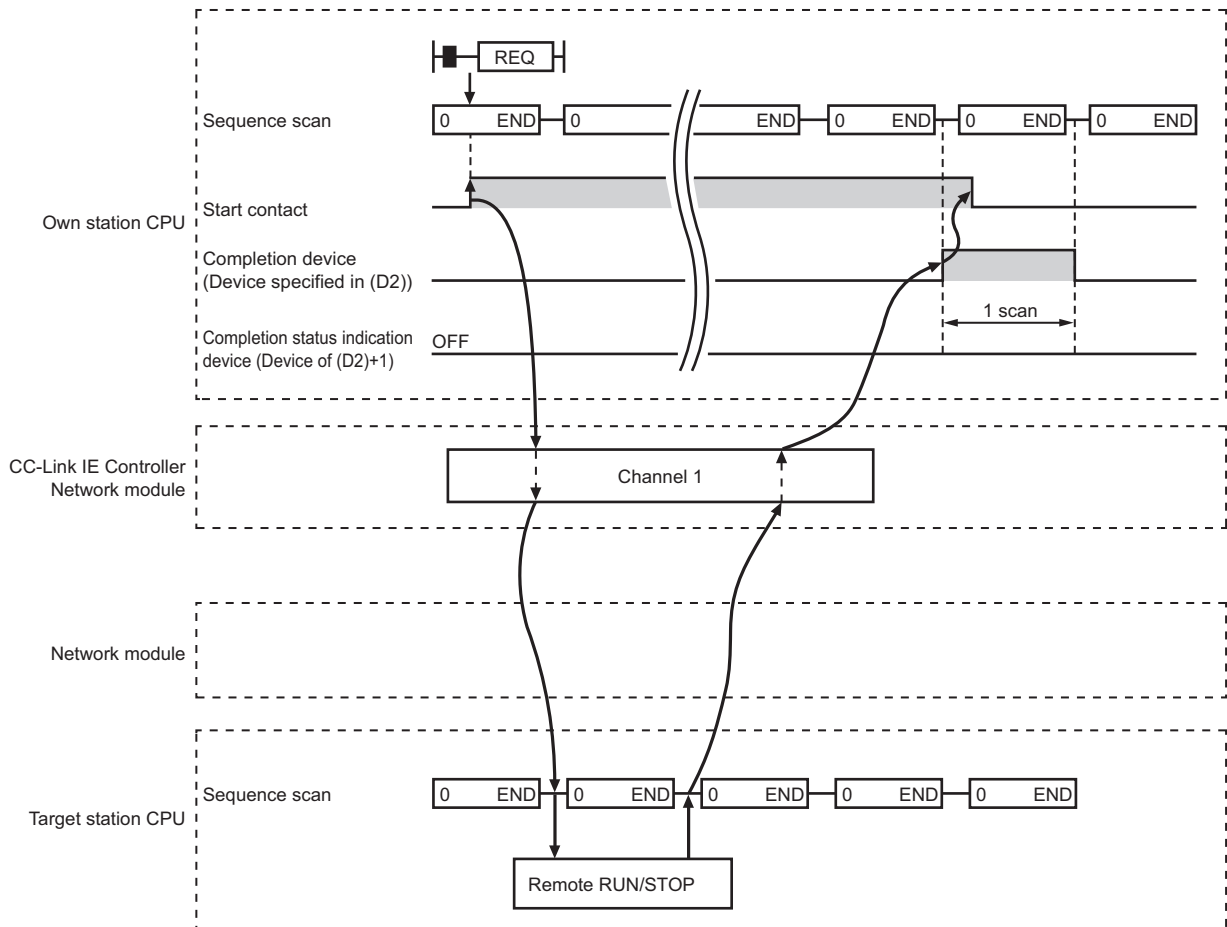 REQ
Sequence scan
0 END 0 END 0 END 0 END 0 END
Own station CPU
Start contact
Completion device
(Device specified in (D2))
1 scan
Completion status indication
device (Device of (D2)+1)
OFF
CC-Link IE Controller
Network module
Channel 1
Network module
Target station CPU
Sequence scan
0 END 0 END 0 END 0 END 0 END
Remote RUN/STOP